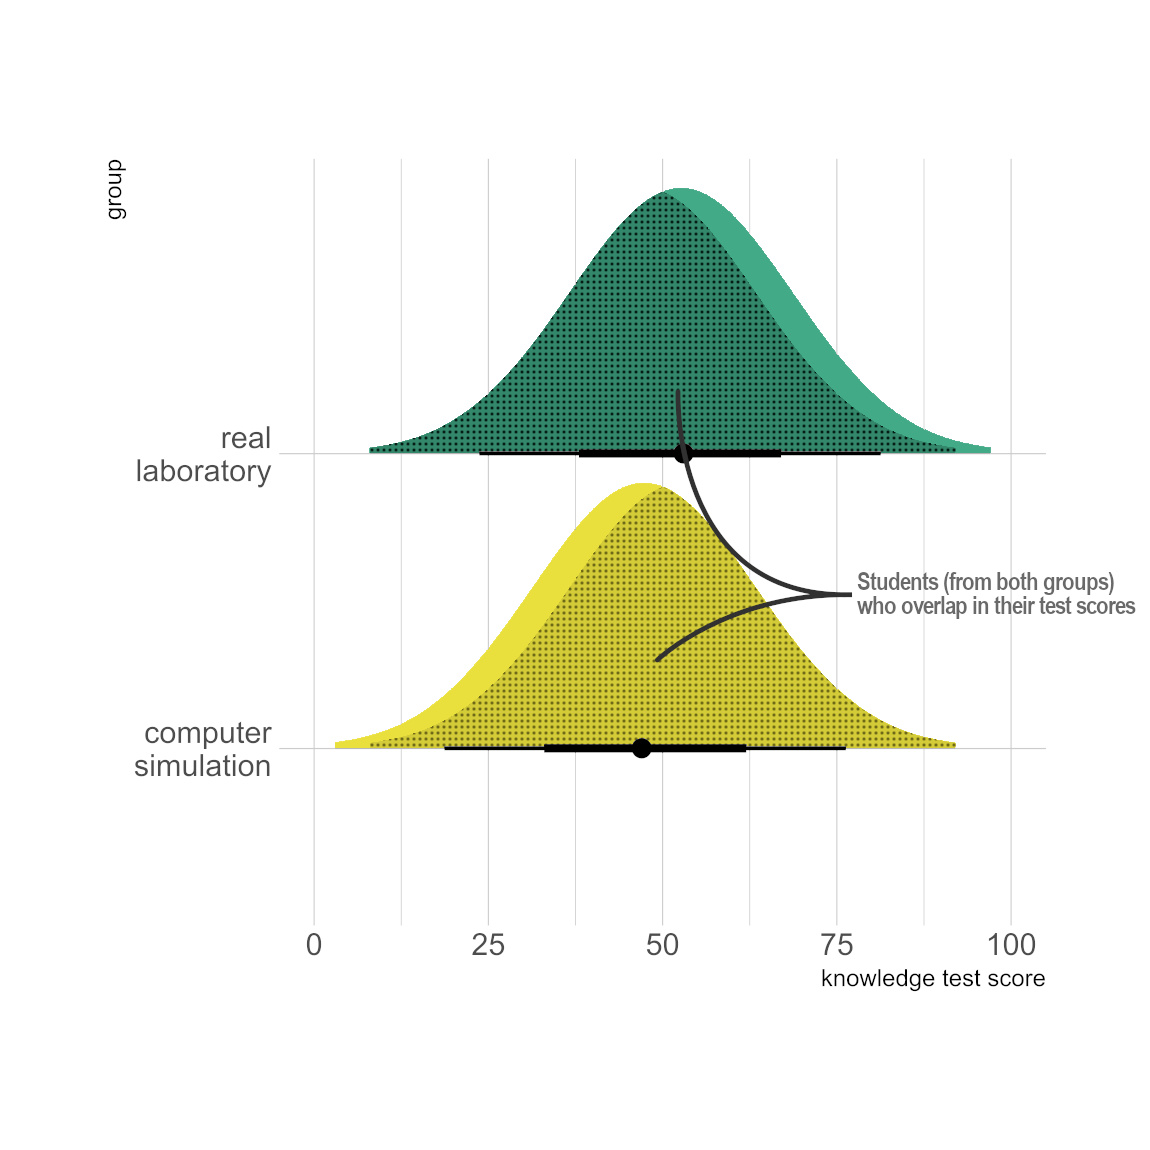 group
real
laboratory
Students (from both groups)
who overlap in their test scores
computer
simulation
0 25 50 75 100
knowledge test score